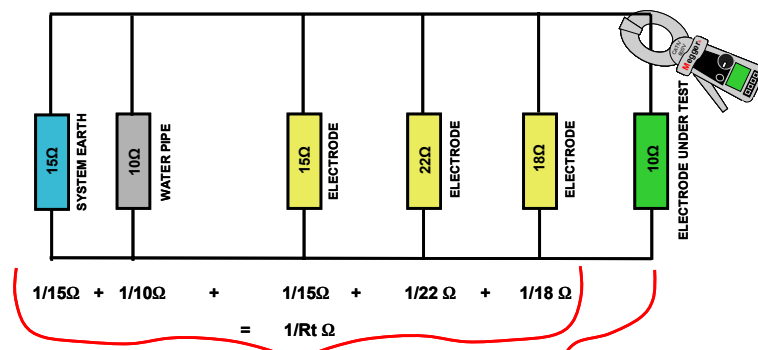 15Ω
SYSTEM EARTH
10Ω
WATER PIPE
15Ω
ELECTRODE
22Ω
ELECTRODE
18Ω
ELECTRODE
10Ω
ELECTRODE UNDER TEST
Megger
1/15Ω + 1/10Ω + 1/15Ω + 1/22 Ω + 1/18 Ω
= 1/Rt Ω